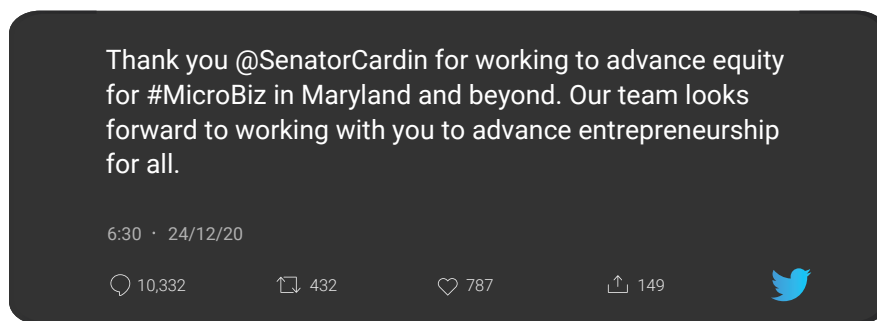 Thank you @SenatorCardin for working to advance equity
for #MicroBiz in Maryland and beyond. Our team looks
forward to working with you to advance entrepreneurship
for all.
6:30 · 24/12/20
10,332 432 787 149